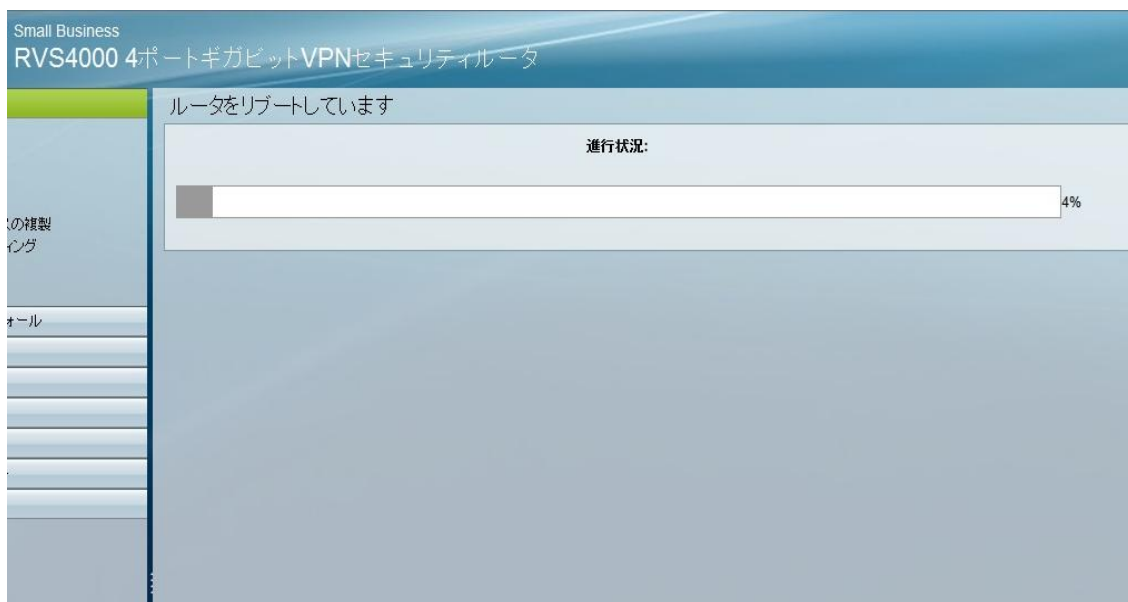 Small Business
RVS4000 4ポートギガビットVPNセキュリティルータ
ルータをリブートしています
進行状況:
4%
の複製
ィング
ォール